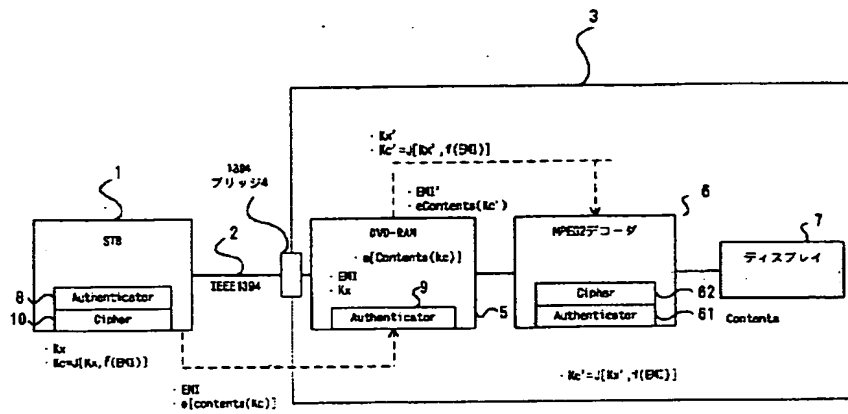 3
・Kx'
・Kc'=J[Kx',f(EMI)]
1
1394
ブリッジ4
・EMI'
・eContents(Kc')
6
7
STB
2
DVD-RAM
MPEG2デコーダ
ディスプレイ
・e[Contents(Kc)]
IEEE1394
・EMI
・Kx
9
8
Authenticator
10
Cipher
Authenticator
5
Cipher
62
Authenticator
61
Contents
・Kx
・Kc=J[Kx,f(EMI)]
・Kc'=J[Kx',f(EMI)]
・EMI
・e[contents(Kc)]